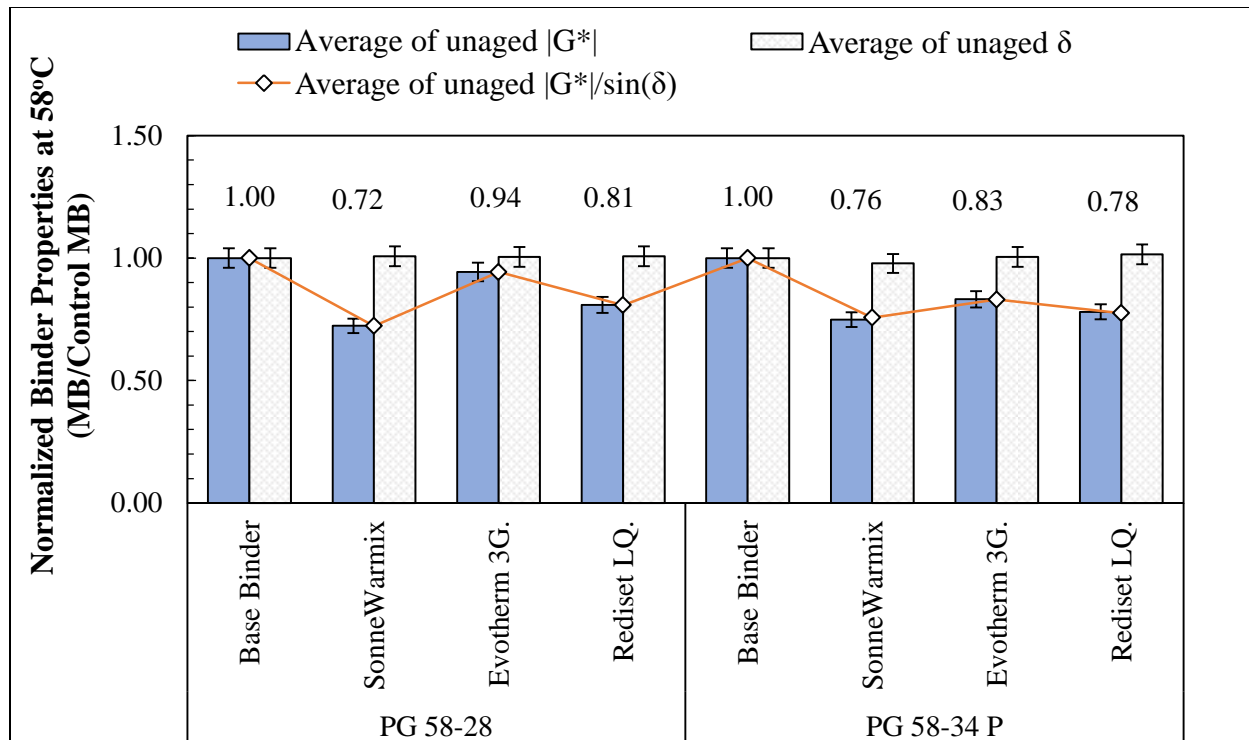 Average of unaged |G*|
Average of unaged δ
Average of unaged |G*|/sin(δ)
Normalized Binder Properties at 58ºC
(MB/Control MB)
1.50
1.00
0.50
0.00
1.00 0.72 0.94 0.81 1.00 0.76 0.83 0.78
Base Binder
SonneWarmix
Evotherm 3G.
Rediset LQ.
Base Binder
SonneWarmix
Evotherm 3G.
Rediset LQ.
PG 58-28
PG 58-34 P